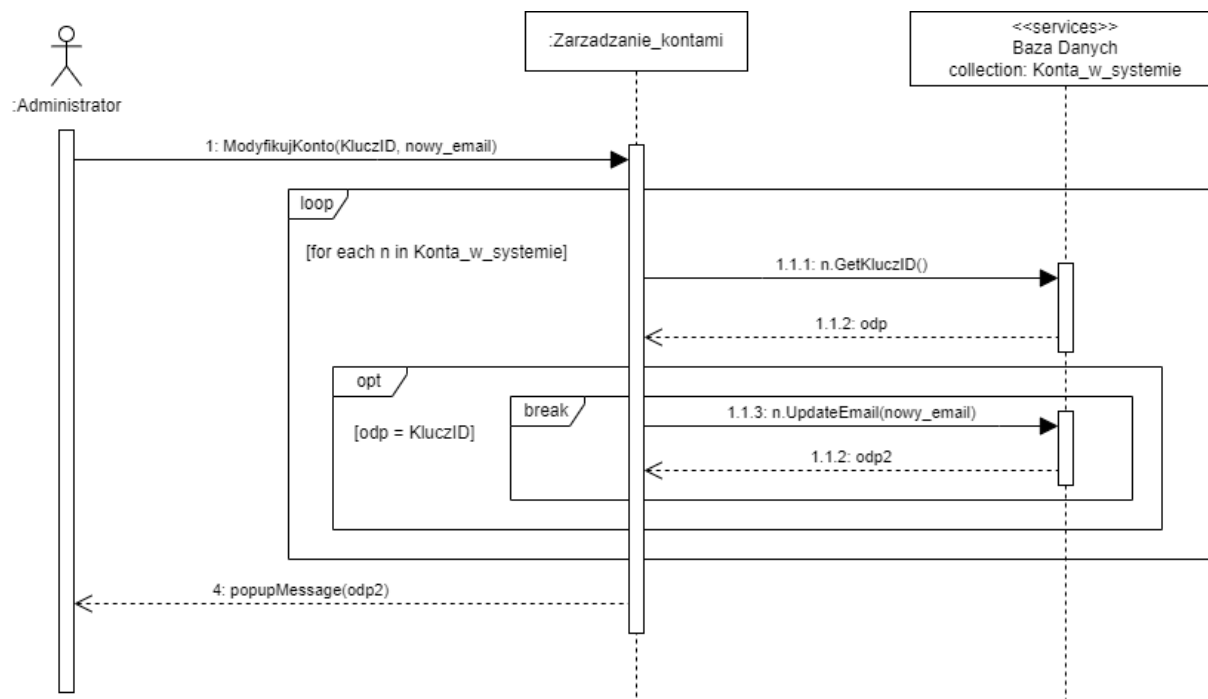 :Administrator
:Zarzadzanie_kontami
<<services>>
Baza Danych
collection: Konta_w_systemie
1: ModyfikujKonto(KluczID, nowy_email)
loop
[for each n in Konta_w_systemie]
1.1.1: n.GetKluczID()
1.1.2: odp
opt
[odp = KluczID]
break
1.1.3: n.UpdateEmail(nowy_email)
1.1.2: odp2
4: popupMessage(odp2)